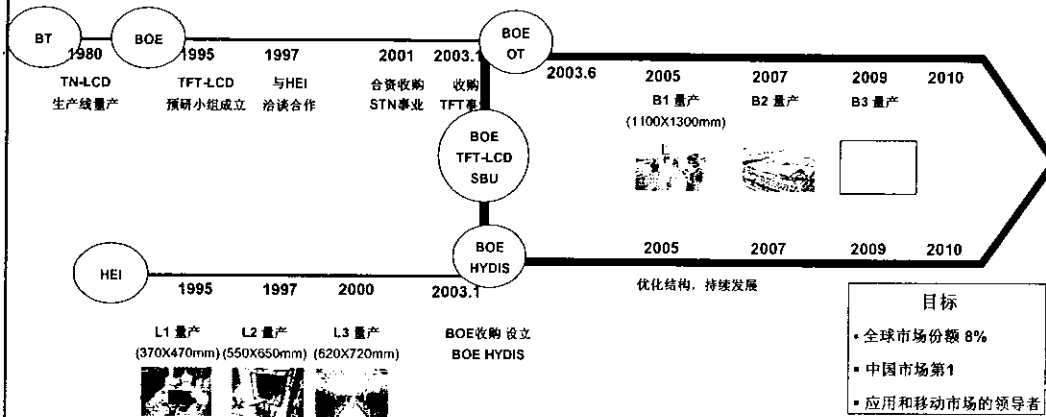 BT
BOE
BOE
OT
1980
1995
1997
2001
2003.1
2003.6
2005
2007
2009
2010
TN-LCD
生产线量产
TFT-LCD
预研小组成立
与HEI
洽谈合作
合资收购
STN事业
收购
TFT事
B1 量产
(1100X1300mm)
B2 量产
B3 量产
BOE
TFT-LCD
SBU
HEI
BOE
HYDIS
1995
1997
2000
2003.1
2005
2007
2009
2010
优化结构,持续发展
L1 量产
(370X470mm)
L2 量产
(550X650mm)
L3 量产
(620X720mm)
BOE收购 设立
BOE HYDIS
目标
▪ 全球市场份额 8%
▪ 中国市场第1
▪ 应用和移动市场的领导者